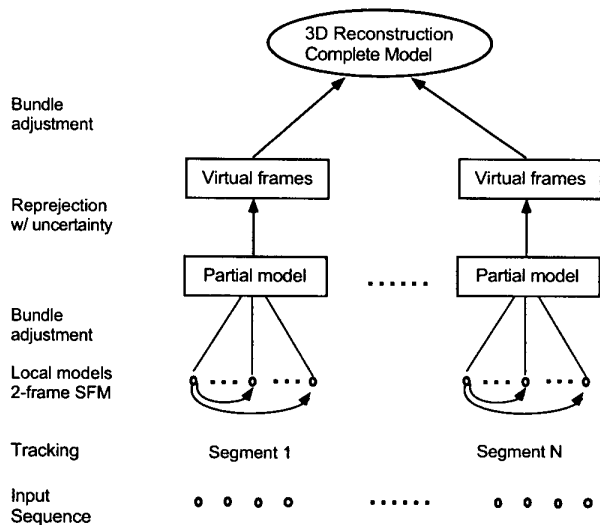 3D Reconstruction
Complete Model
Bundle
adjustment
Virtual frames
Virtual frames
Reprejection
w/ uncertainty
Partial model
Partial model
Bundle
adjustment
Local models
2-frame SFM
Tracking
Segment 1
Segment N
Input
Sequence